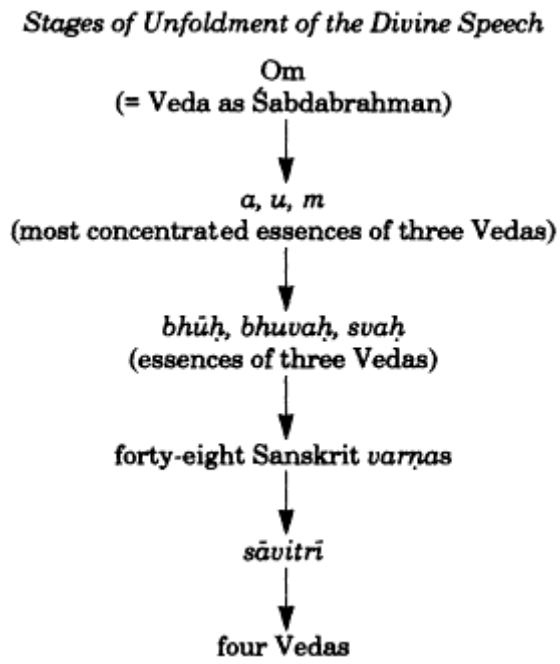 Stages of Unfoldment of the Divine Speech
Om
(= Veda as Śabdabrahman)
a, u, m
(most concentrated essences of three Vedas)
bhūḥ, bhuvaḥ, svaḥ
(essences of three Vedas)
forty-eight Sanskrit varṇas
sāvitrī
four Vedas